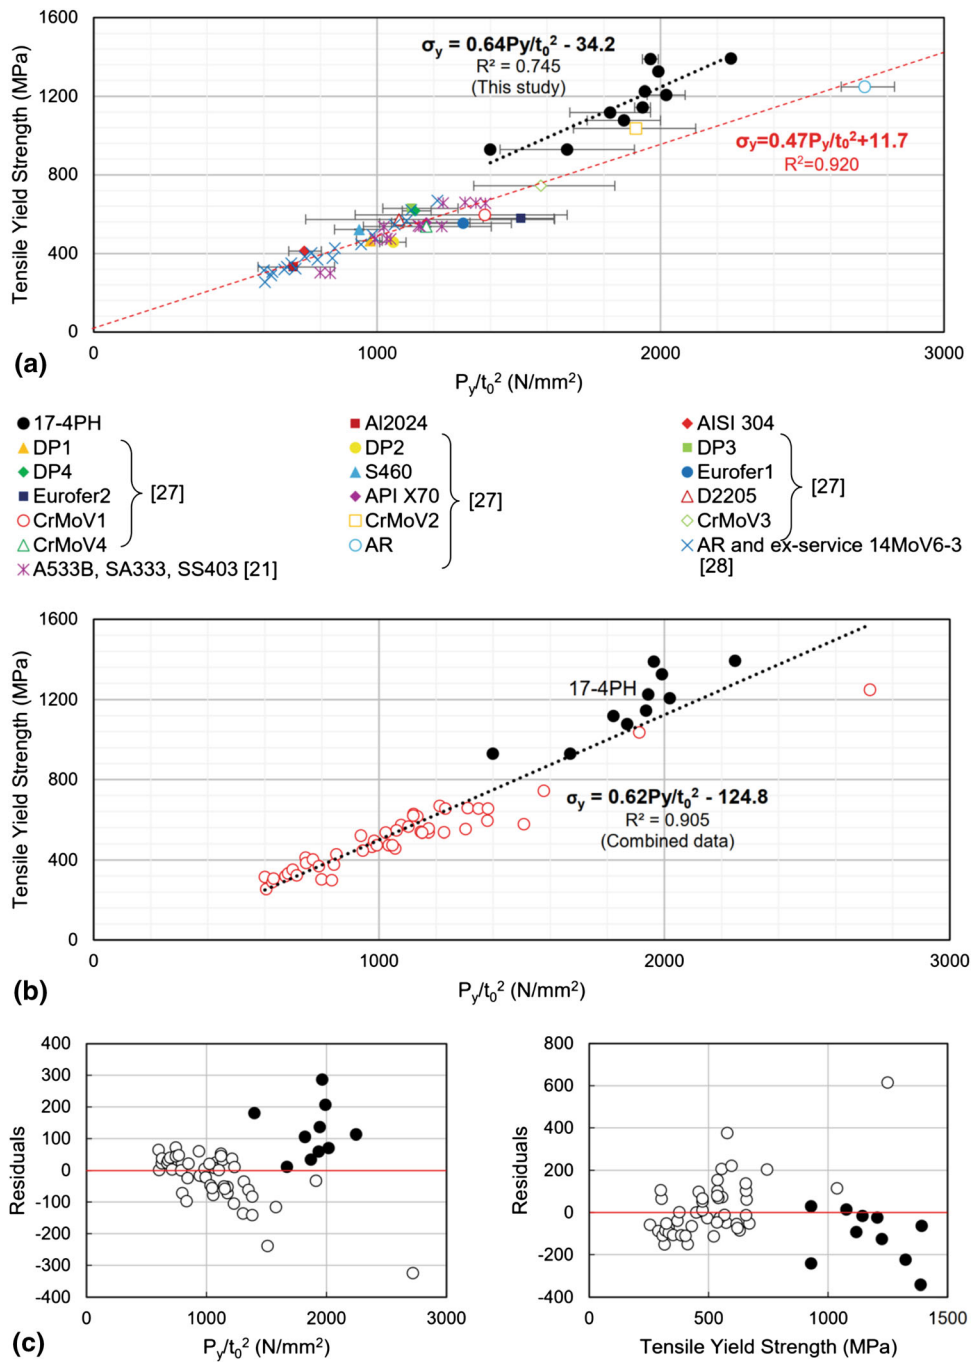 (a)
Tensile Yield Strength (MPa)
1600
1200
800
400
0
σy = 0.64Py/t0² - 34.2
R² = 0.745
(This study)
σy=0.47Py/t0²+11.7
R²=0.920
0 1000 2000 3000
Py/t0² (N/mm²)
17-4PH Al2024 AISI 304
DP1 DP2 DP3
DP4 S460 Eurofer1
Eurofer2 [27] API X70 [27] D2205 [27]
CrMoV1 CrMoV2 CrMoV3
CrMoV4 AR AR and ex-service 14MoV6-3
A533B, SA333, SS403 [21] [28]
(b)
Tensile Yield Strength (MPa)
1600
1200
800
400
0
17-4PH
σy = 0.62Py/t0² - 124.8
R² = 0.905
(Combined data)
0 1000 2000 3000
Py/t0² (N/mm²)
(c)
Residuals
400
300
200
100
0
-100
-200
-300
-400
0 1000 2000 3000
Py/t0² (N/mm²)
Residuals
800
600
400
200
0
-200
-400
0 500 1000 1500
Tensile Yield Strength (MPa)